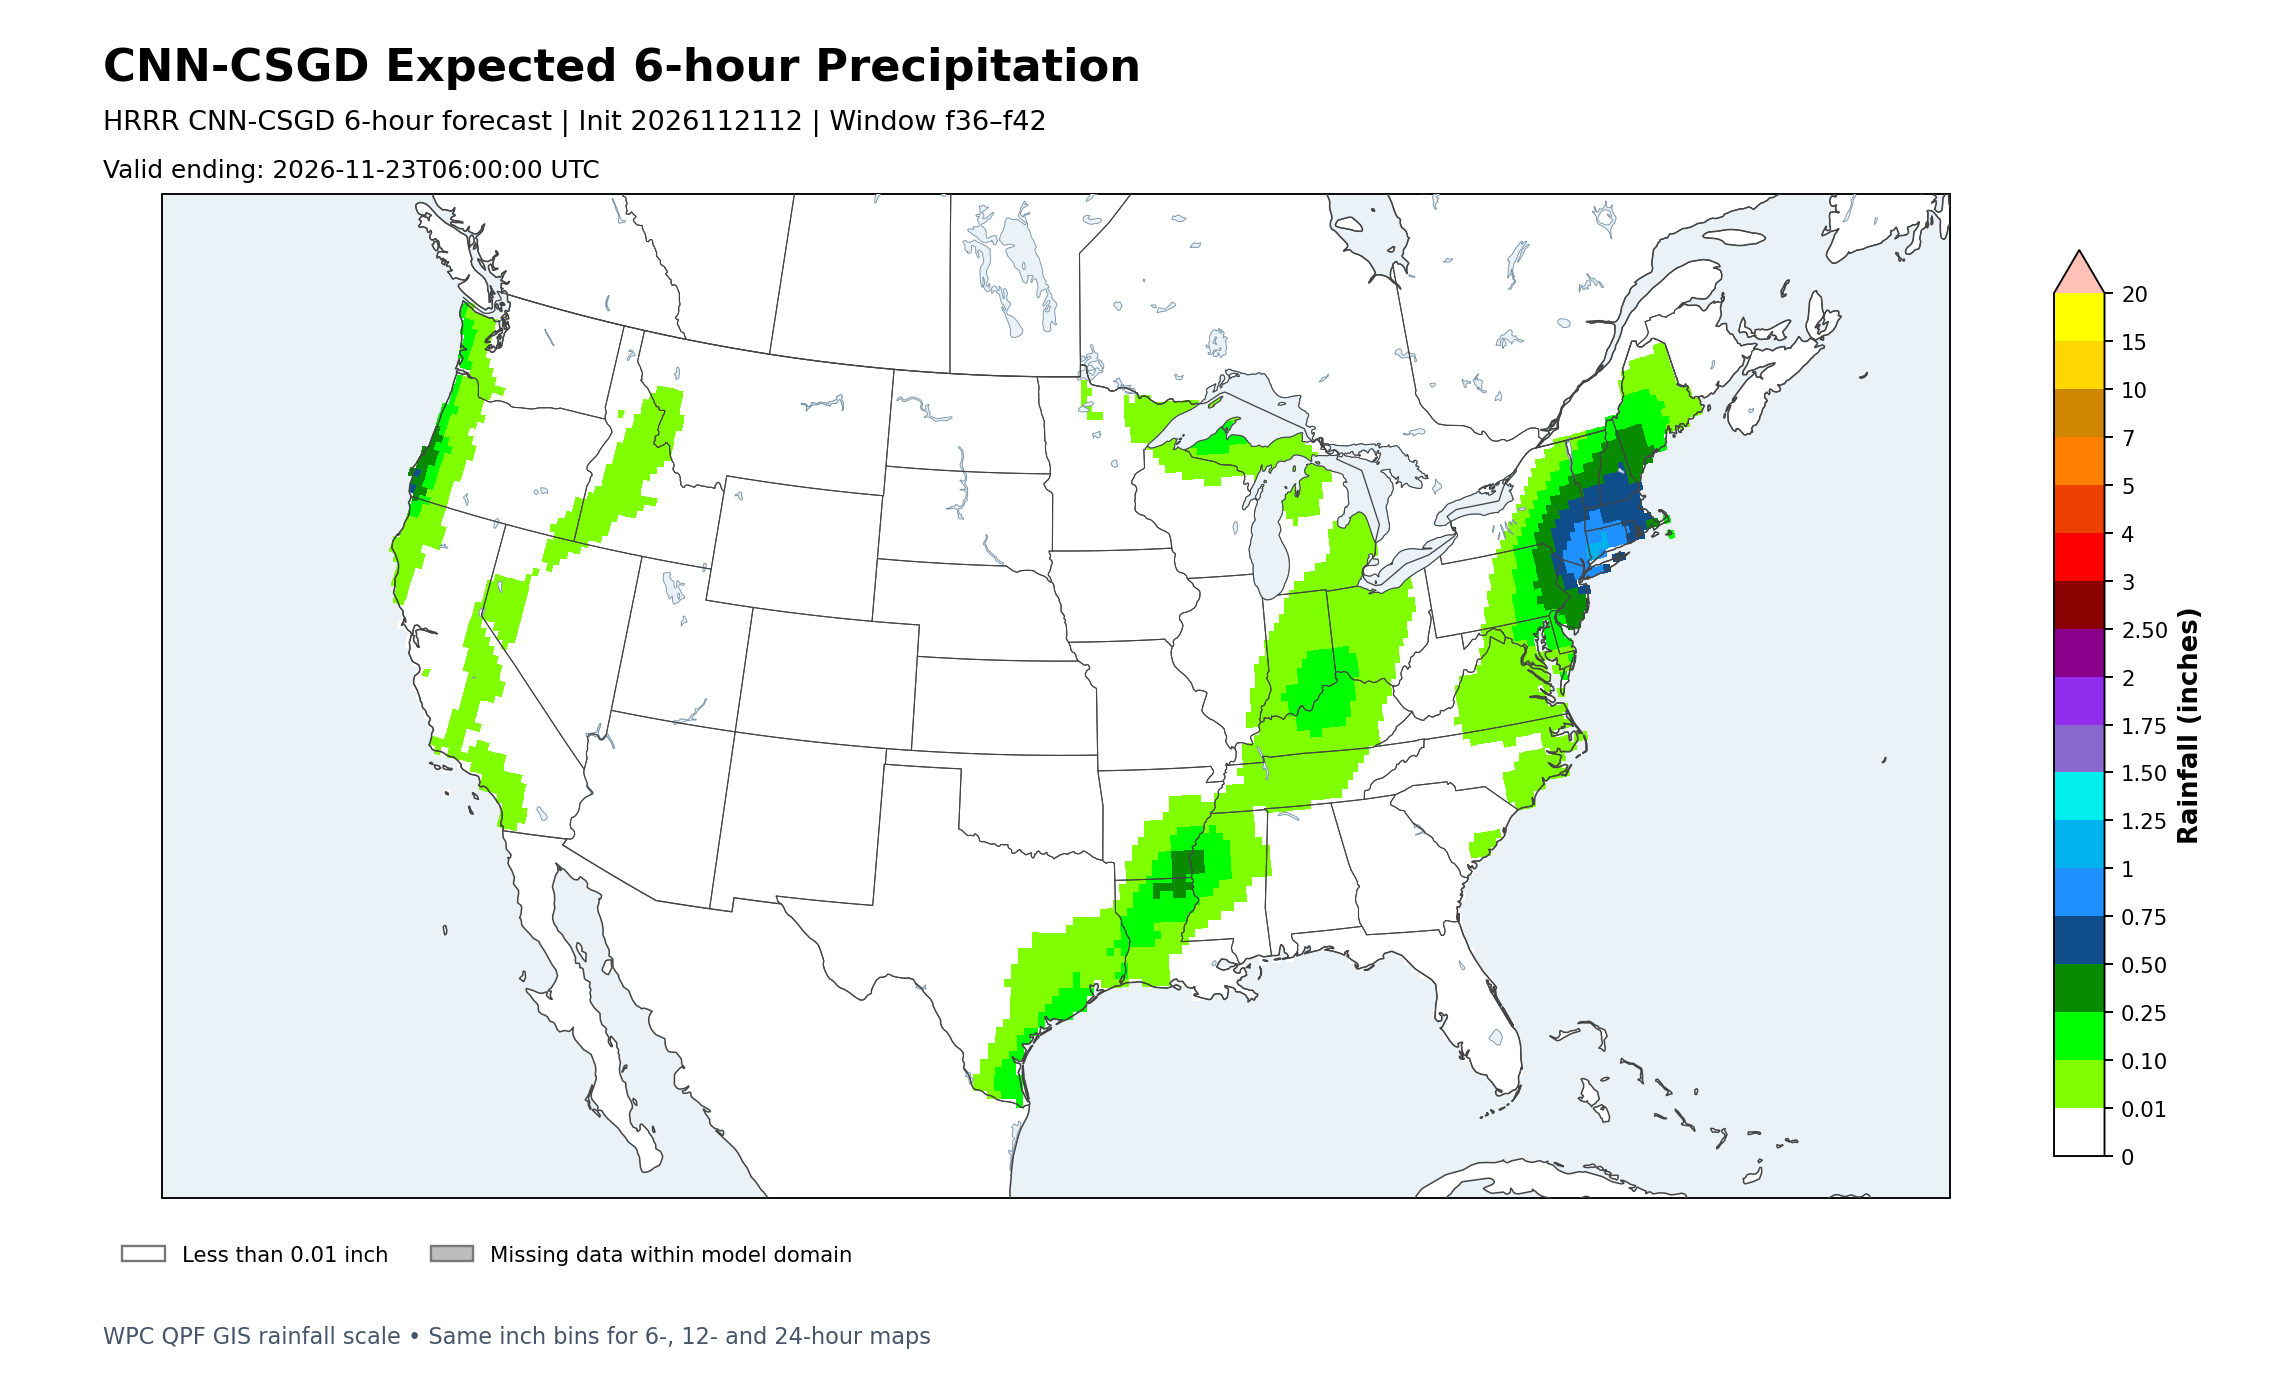 CNN-CSGD Expected 6-hour Precipitation
HRRR CNN-CSGD 6-hour forecast | Init 2026112112 | Window f36–f42
Valid ending: 2026-11-23T06:00:00 UTC
20
15
10
7
5
4
3
2.50
2
1.75
1.50
1.25
1
0.75
0.50
0.25
0.10
0.01
0
Rainfall (inches)
Less than 0.01 inch
Missing data within model domain
WPC QPF GIS rainfall scale • Same inch bins for 6-, 12- and 24-hour maps